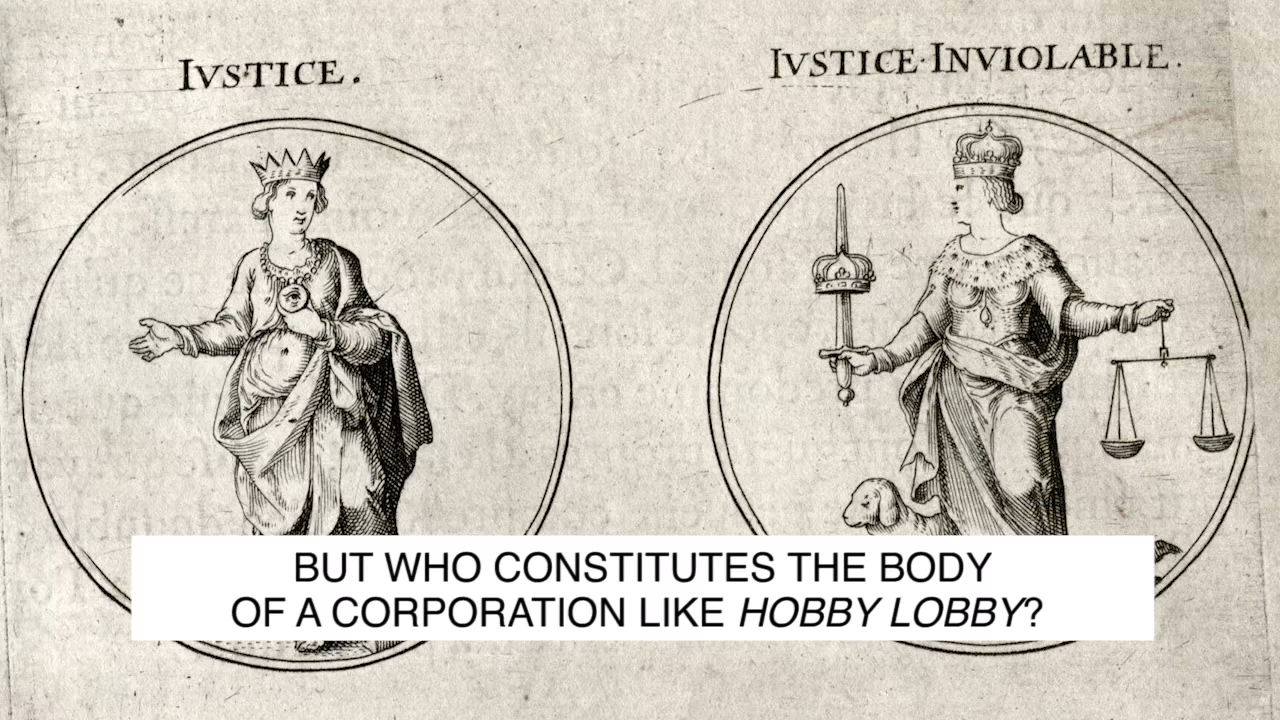 IVSTICE.
IVSTICE·INVIOLABLE.
BUT WHO CONSTITUTES THE BODY
OF A CORPORATION LIKE HOBBY LOBBY?